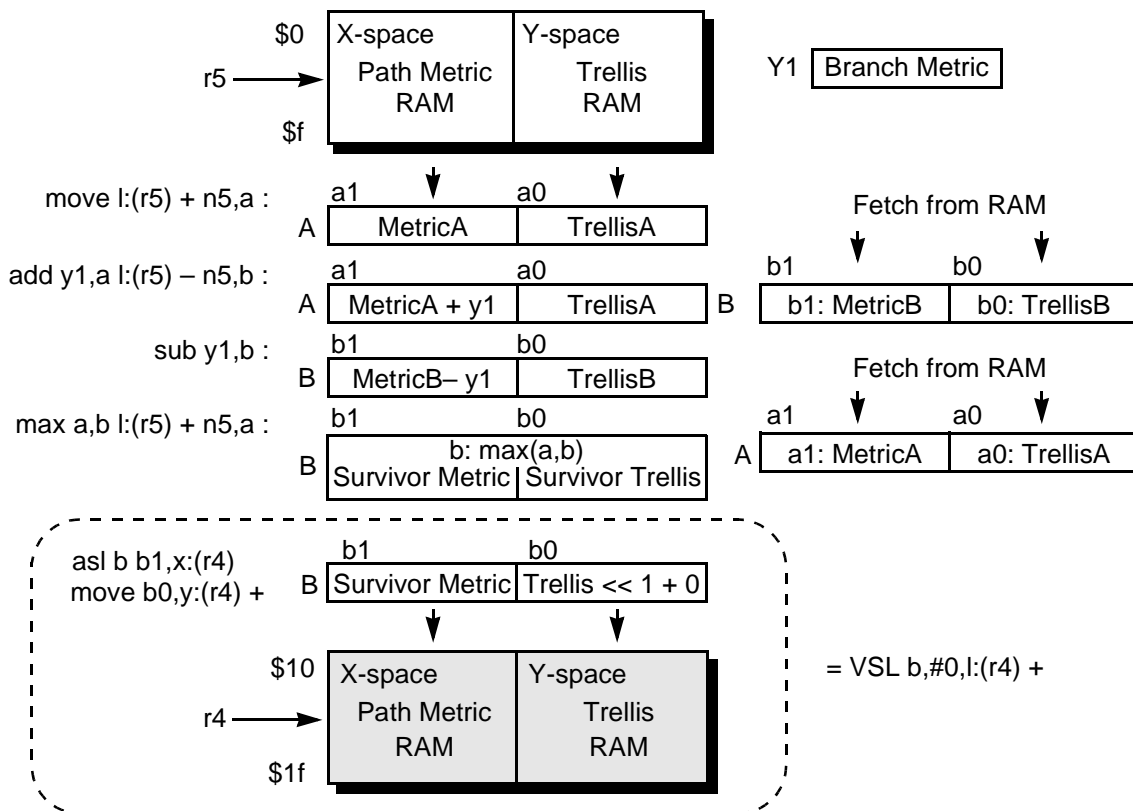 $0 X-space Y-space
r5 Path Metric Trellis Y1 Branch Metric
RAM RAM
$f
move l:(r5) + n5,a : a1 a0 Fetch from RAM
A MetricA TrellisA
add y1,a l:(r5) – n5,b : a1 a0 b1 b0
A MetricA + y1 TrellisA B b1: MetricB b0: TrellisB
sub y1,b : b1 b0
B MetricB– y1 TrellisB Fetch from RAM
max a,b l:(r5) + n5,a : b1 b0 a1 a0
b: max(a,b)
B Survivor Metric Survivor Trellis A a1: MetricA a0: TrellisA
asl b b1,x:(r4) b1 b0
move b0,y:(r4) + B Survivor Metric Trellis << 1 + 0
$10 X-space Y-space = VSL b,#0,l:(r4) +
r4 Path Metric Trellis
RAM RAM
$1f